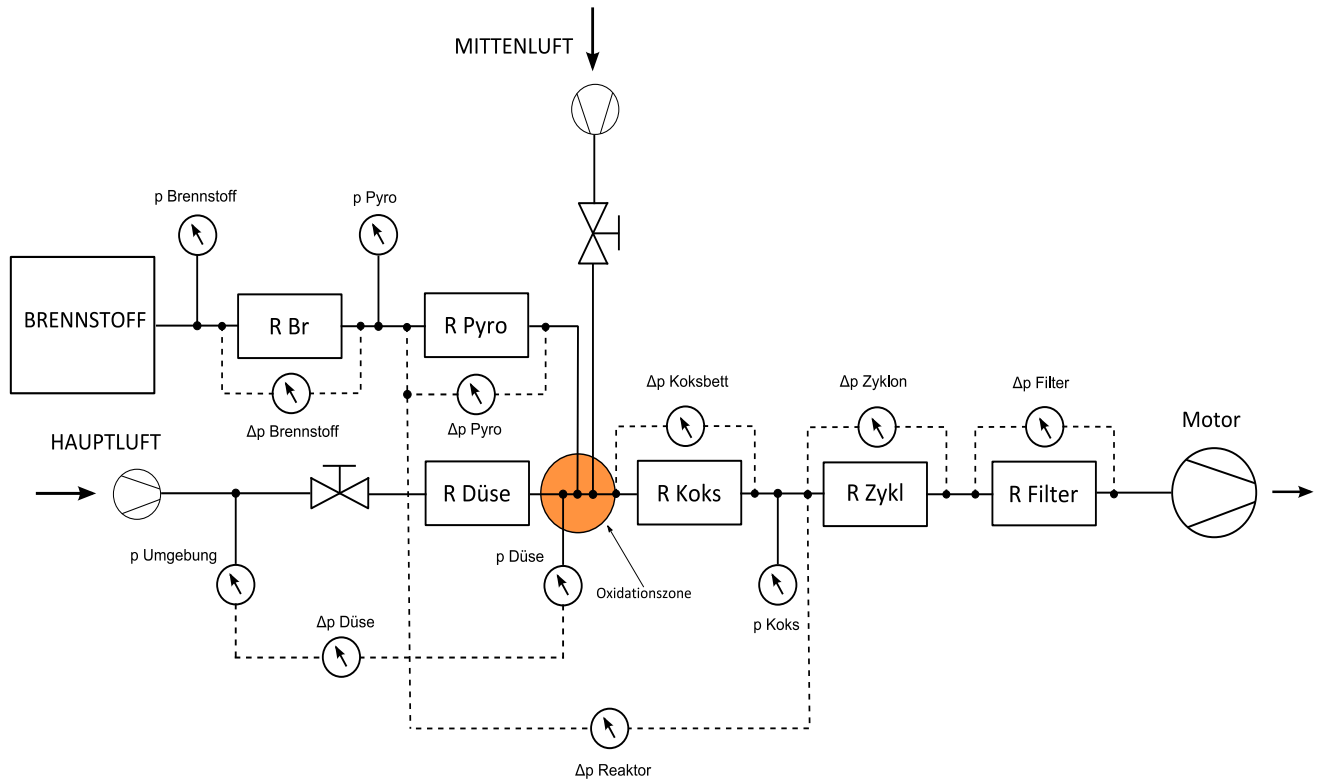 MITTENLUFT
p Brennstoff
p Pyro
BRENNSTOFF
R Br
R Pyro
Δp Brennstoff
Δp Pyro
Δp Koksbett
Δp Zyklon
Δp Filter
Motor
HAUPTLUFT
R Düse
R Koks
R Zykl
R Filter
p Umgebung
p Düse
Oxidationszone
p Koks
Δp Düse
Δp Reaktor